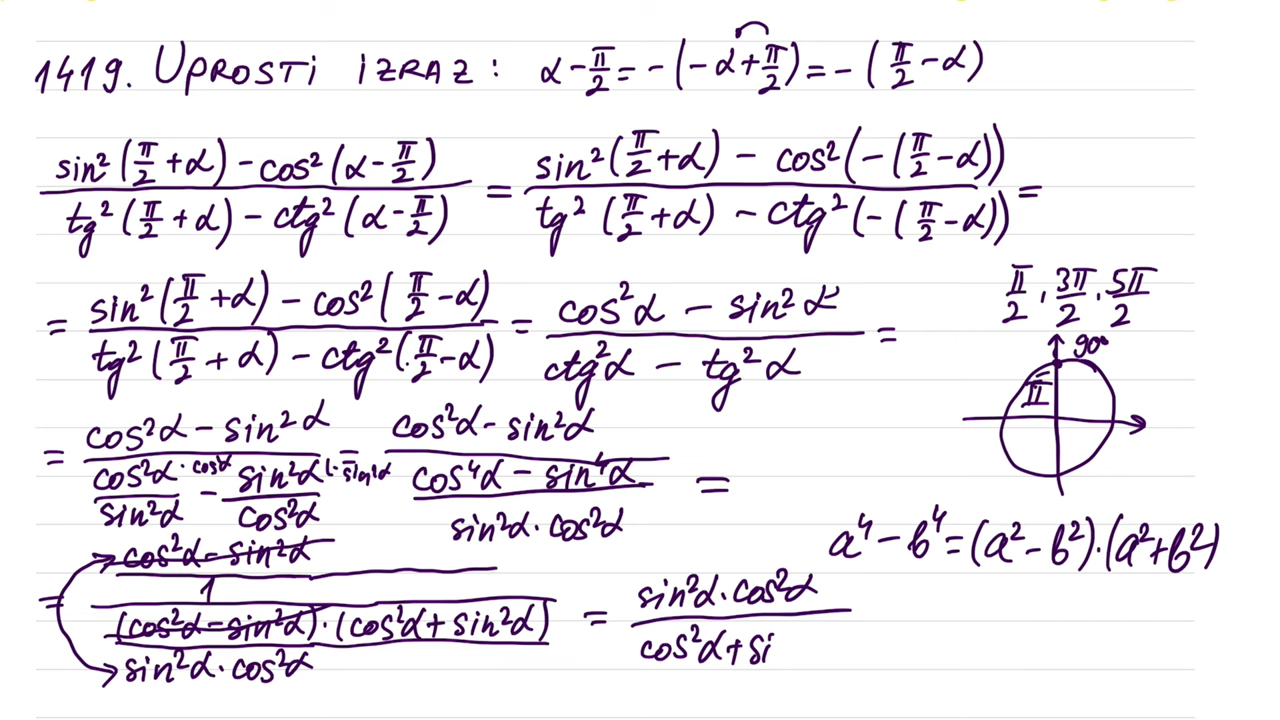 1419. UPROSTI IZRAZ: α - π/2 = -(-α + π/2) = -(π/2 - α)
(sin²(π/2 + α) - cos²(α - π/2)) / (tg²(π/2 + α) - ctg²(α - π/2)) = (sin²(π/2 + α) - cos²(-(π/2 - α))) / (tg²(π/2 + α) - ctg²(-(π/2 - α))) =
= (sin²(π/2 + α) - cos²(π/2 - α)) / (tg²(π/2 + α) - ctg²(π/2 - α)) = (cos²α - sin²α) / (ctg²α - tg²α) =
π/2, 3π/2, 5π/2
90°
II
= (cos²α - sin²α) / (cos²α/sin²α - sin²α/cos²α) = (cos²α - sin²α) / ((cos⁴α - sin⁴α) / (sin²α · cos²α)) =
a⁴ - b⁴ = (a² - b²) · (a² + b²)
= ((cos²α - sin²α) / 1) / (((cos²α - sin²α) · (cos²α + sin²α)) / (sin²α · cos²α)) = (sin²α · cos²α) / (cos²α + si